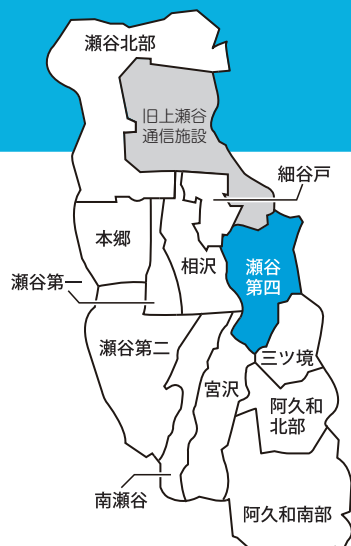 瀬谷北部
旧上瀬谷
通信施設
細谷戸
本郷
相沢
瀬谷
第四
瀬谷第一
瀬谷第二
三ツ境
宮沢
阿久和
北部
南瀬谷
阿久和南部